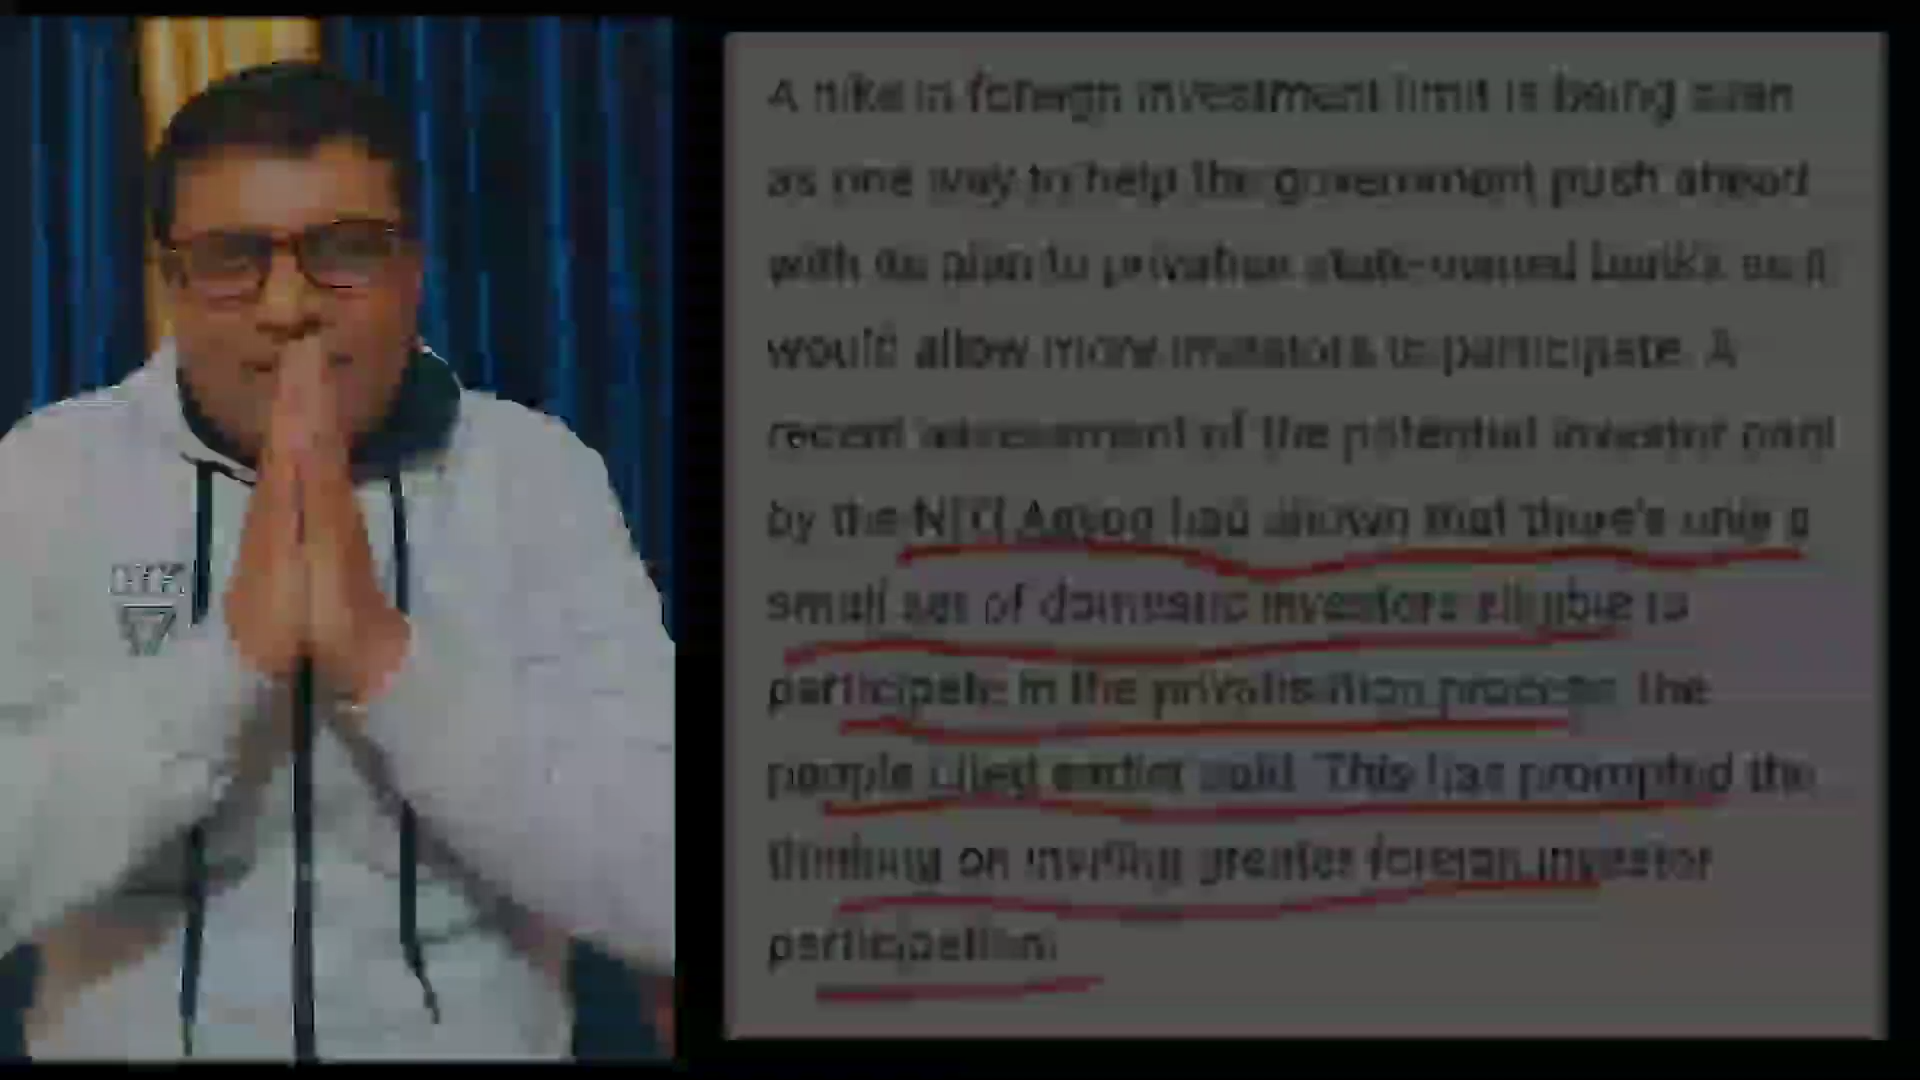 A hike in foreign investment limit is being seen
as one way to help the government push ahead
with its plan to privatise state-owned banks as it
would allow more investors to participate. A
recent assessment of the potential investor pool
by the NITI Aayog had shown that there's only a
small set of domestic investors eligible to
participate in the privatisation process, the
people cited earlier said. This has prompted the
thinking on inviting greater foreign investor
participation.